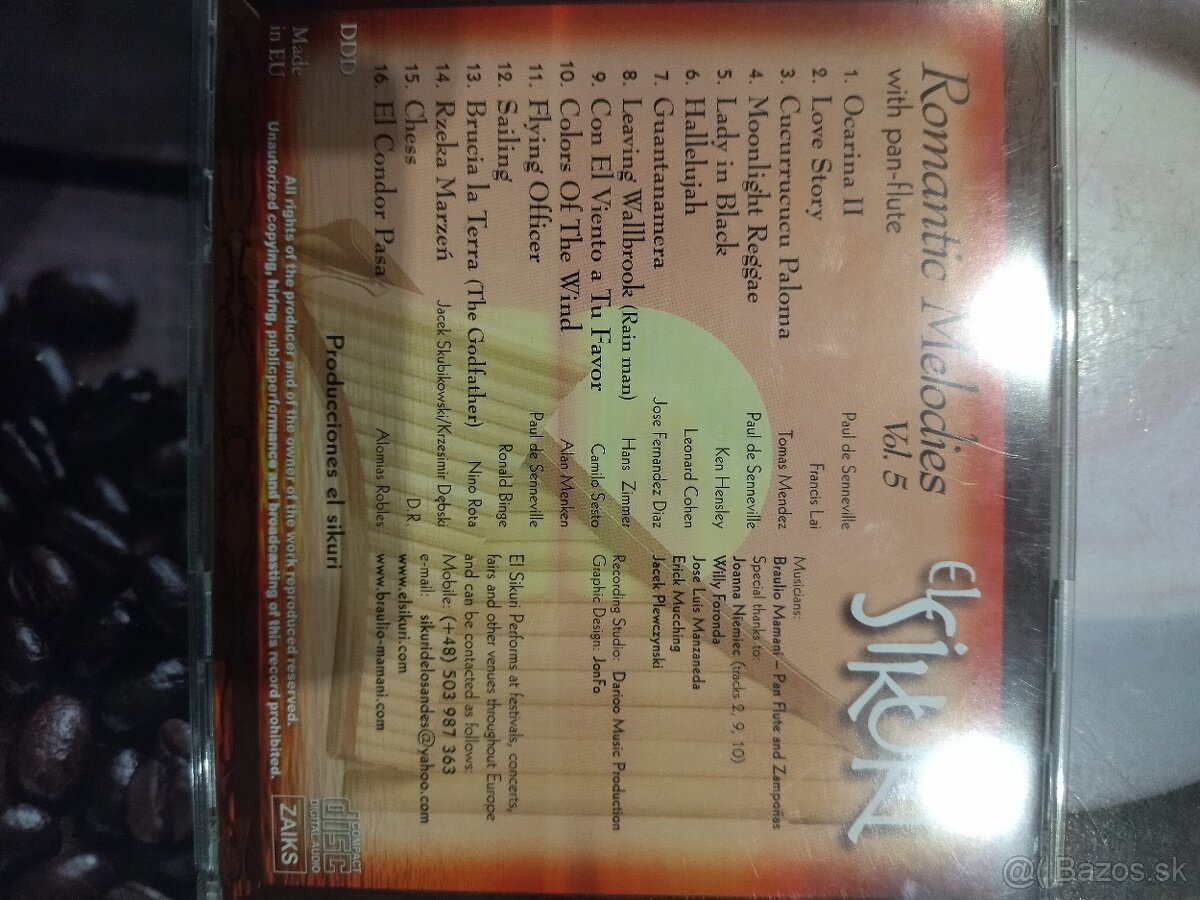 Romantic Melodies
Vol. 5
with pan-flute
el Sikuri
1. Ocarina II Paul de Senneville
2. Love Story Francis Lai
3. Cucurrucucu Paloma Tomas Mendez
4. Moonlight Reggae Paul de Senneville
5. Lady in Black Ken Hensley
6. Hallelujah Leonard Cohen
7. Guantanamera Jose Fernandez Diaz
8. Leaving Wallbrook (Rain man) Hans Zimmer
9. Con El Viento a Tu Favor Camilo Sesto
10. Colors Of The Wind Alan Menken
11. Flying Officer Paul de Senneville
12. Sailing Ronald Binge
13. Brucia la Terra (The Godfather) Nino Rota
14. Rzeka Marzeń Jacek Skubikowski/Krzesimir Dębski
15. Chess D.R
16. El Condor Pasa Alomias Robles
Musicians:
Braulio Mamani – Pan Flute and Zamponas
Special thanks to:
Joanna Niemiec (tracks 2, 9, 10)
Willy Foronda
Jose Luis Manzaneda
Erick Mucching
Jacek Plewczynski
Recording Studio: Darioo Music Production
Graphic Design: JonFa
El Sikuri Performs at festivals, concerts,
fairs and other venues throughout Europe
and can be contacted as follows:
Mobile: (+48) 503 987 363
e-mail: sikuridelosandes@yahoo.com
www.elsikuri.com
www.braulio-mamani.com
DDD
Producciones el sikuri
Made
in EU
All rights of the producer and of the owner of the work reproduced reserved.
Unautorized copying, hiring, publicperformance and broadcasting of this record prohibited.
COMPACT
disc
DIGITAL AUDIO
ZAIKS
@( Bazos.sk